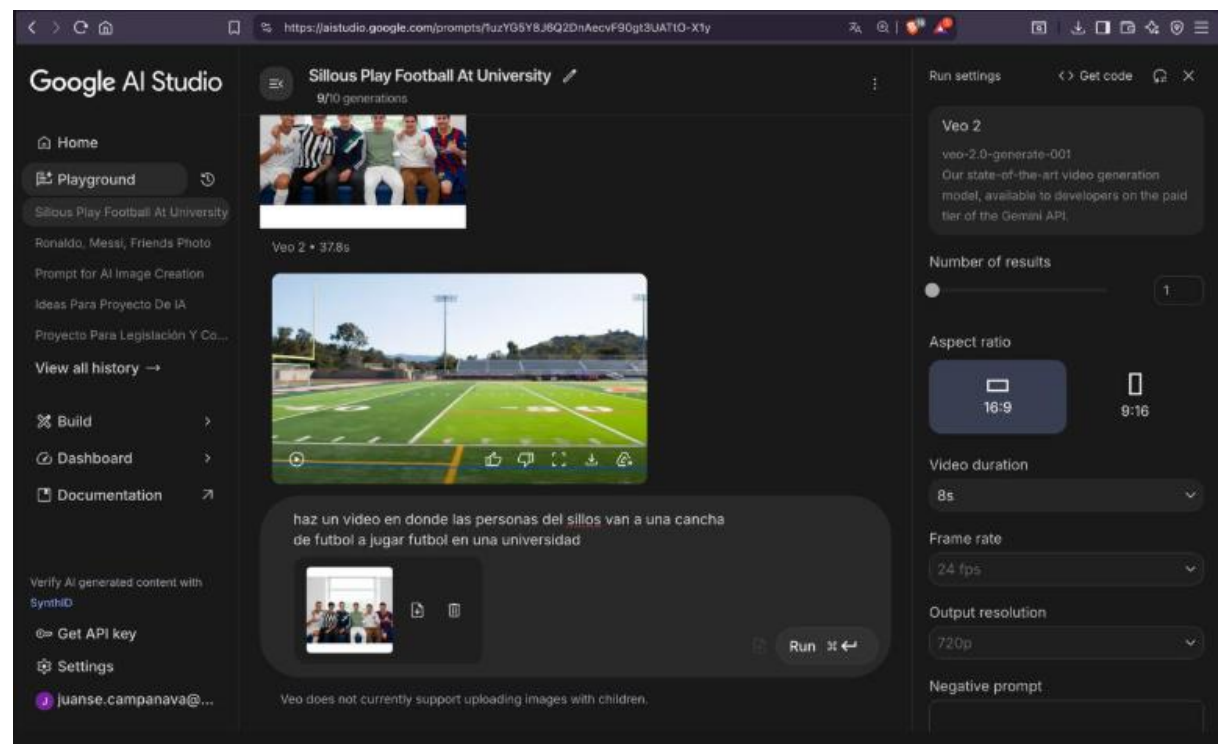 https://aistudio.google.com/prompts/1uzYG5Y8J6Q2DnAecvF90gt3UATtO-X1y
Google AI Studio
Home
Playground
Sillous Play Football At University
Ronaldo, Messi, Friends Photo
Prompt for AI Image Creation
Ideas Para Proyecto De IA
Proyecto Para Legislación Y Co...
View all history →
Build
Dashboard
Documentation
Verify AI generated content with
SynthID
Get API key
Settings
J juanse.campanava@...
Sillous Play Football At University
9/10 generations
Veo 2 • 37.8s
haz un video en donde las personas del sillos van a una cancha
de futbol a jugar futbol en una universidad
Run ⌘ ↵
Veo does not currently support uploading images with children.
Run settings
<> Get code
Veo 2
veo-2.0-generate-001
Our state-of-the-art video generation
model, available to developers on the paid
tier of the Gemini API.
Number of results
1
Aspect ratio
16:9
9:16
Video duration
8s
Frame rate
24 fps
Output resolution
720p
Negative prompt